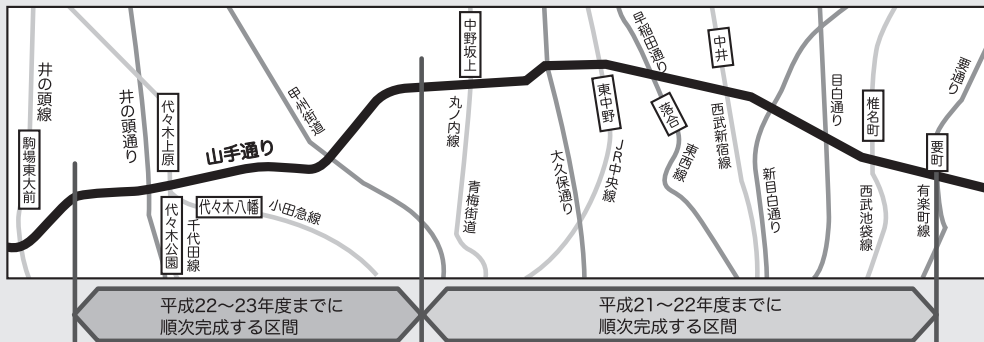 井の頭線
駒場東大前
井の頭通り
代々木上原
代々木公園
千代田線
代々木八幡
小田急線
山手通り
甲州街道
中野坂上
丸ノ内線
青梅街道
大久保通り
東中野
JR中央線
早稲田通り
落合
東西線
中井
西武新宿線
新目白通り
目白通り
椎名町
西武池袋線
要通り
要町
有楽町線
平成22～23年度までに
順次完成する区間
平成21～22年度までに
順次完成する区間